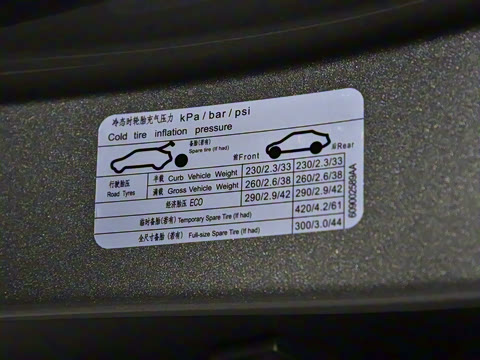 冷态时轮胎充气压力 kPa/bar/psi
Cold tire inflation pressure
备胎(若有)
Spare tire (If had)
前Front 后Rear
行驶胎压 Road Tyres
半载 Curb Vehicle Weight 230/2.3/33 230/2.3/33
满载 Gross Vehicle Weight 260/2.6/38 260/2.6/38
经济胎压 ECO 290/2.9/42 290/2.9/42
临时备胎(若有) Temporary Spare Tire (If had) 420/4.2/61
全尺寸备胎(若有) Full-size Spare Tire (If had) 300/3.0/44
6090002569AA